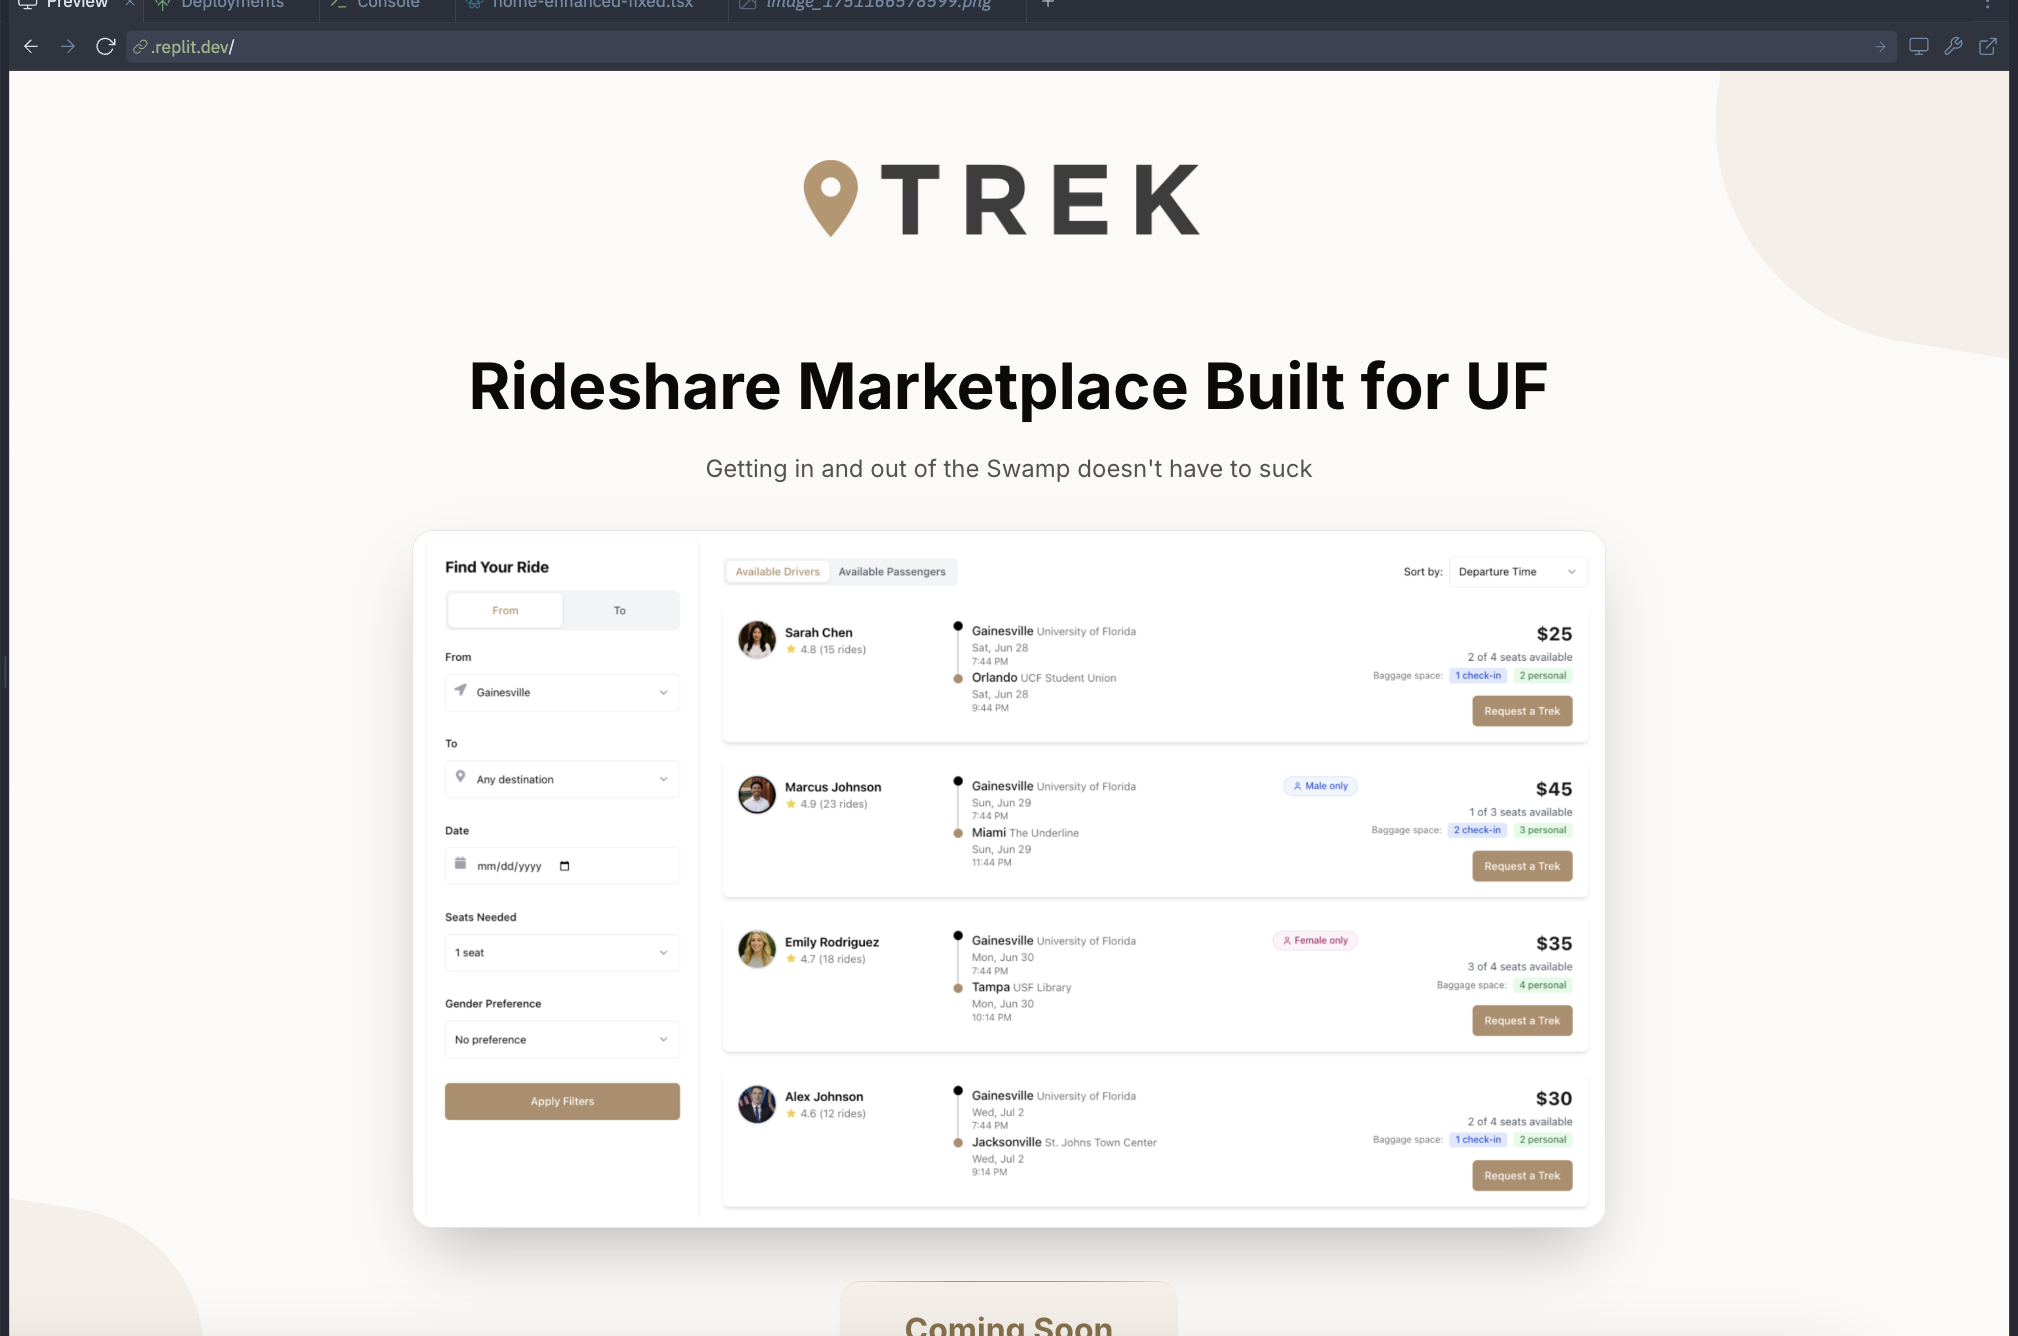 Preview × Deployments Console home-enhanced-fixed.tsx image_1751166578599.png +
.replit.dev/
TREK
Rideshare Marketplace Built for UF
Getting in and out of the Swamp doesn't have to suck
Find Your Ride
From To
From
Gainesville
To
Any destination
Date
mm/dd/yyyy
Seats Needed
1 seat
Gender Preference
No preference
Apply Filters
Available Drivers Available Passengers
Sort by: Departure Time
Sarah Chen
4.8 (15 rides)
Gainesville University of Florida
Sat, Jun 28
7:44 PM
Orlando UCF Student Union
Sat, Jun 28
9:44 PM
$25
2 of 4 seats available
Baggage space: 1 check-in 2 personal
Request a Trek
Marcus Johnson
4.9 (23 rides)
Gainesville University of Florida
Sun, Jun 29
7:44 PM
Miami The Underline
Sun, Jun 29
11:44 PM
Male only
$45
1 of 3 seats available
Baggage space: 2 check-in 3 personal
Request a Trek
Emily Rodriguez
4.7 (18 rides)
Gainesville University of Florida
Mon, Jun 30
7:44 PM
Tampa USF Library
Mon, Jun 30
10:14 PM
Female only
$35
3 of 4 seats available
Baggage space: 4 personal
Request a Trek
Alex Johnson
4.6 (12 rides)
Gainesville University of Florida
Wed, Jul 2
7:44 PM
Jacksonville St. Johns Town Center
Wed, Jul 2
9:14 PM
$30
2 of 4 seats available
Baggage space: 1 check-in 2 personal
Request a Trek
Coming Soon